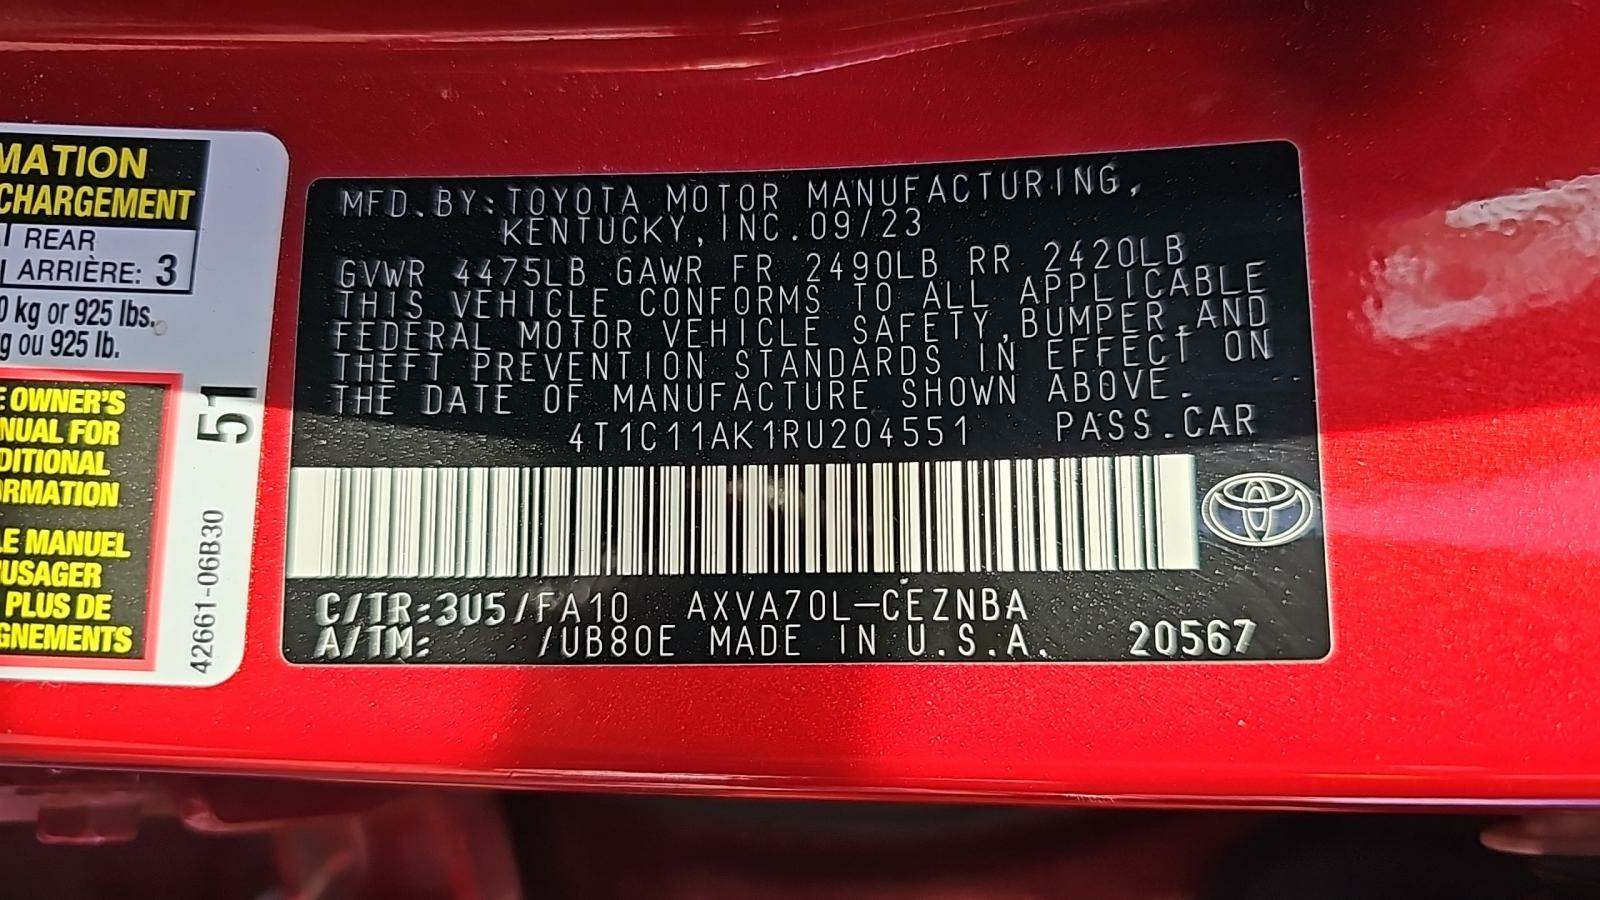 MATION
CHARGEMENT
REAR
ARRIÈRE: 3
0 kg or 925 lbs.
g ou 925 lb.
E OWNER'S
NUAL FOR
DITIONAL
ORMATION
LE MANUEL
USAGER
PLUS DE
GNEMENTS
51
42661-06B30
MFD.BY:TOYOTA MOTOR MANUFACTURING,
KENTUCKY,INC.09/23
GVWR 4475LB GAWR FR 2490LB RR 2420LB
THIS VEHICLE CONFORMS TO ALL APPLICABLE
FEDERAL MOTOR VEHICLE SAFETY,BUMPER,AND
THEFT PREVENTION STANDARDS IN EFFECT ON
THE DATE OF MANUFACTURE SHOWN ABOVE.
4T1C11AK1RU204551 PASS.CAR
C/TR:3U5/FA10 AXVA70L-CEZNBA
A/TM: /UB80E MADE IN U.S.A. 20567